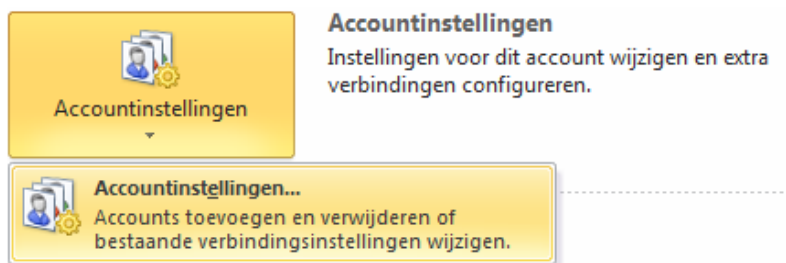 Accountinstellingen
Accountinstellingen
Instellingen voor dit account wijzigen en extra
verbindingen configureren.
Accountinstellingen...
Accounts toevoegen en verwijderen of
bestaande verbindingsinstellingen wijzigen.